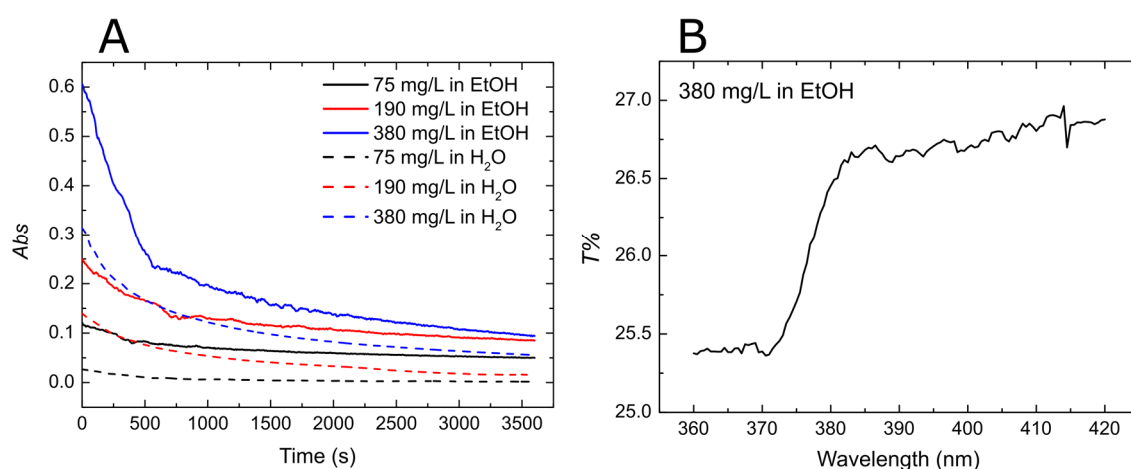 A
0.6
0.5
0.4
0.3
0.2
0.1
0.0
Abs
0 500 1000 1500 2000 2500 3000 3500
Time (s)
75 mg/L in EtOH
190 mg/L in EtOH
380 mg/L in EtOH
75 mg/L in H₂O
190 mg/L in H₂O
380 mg/L in H₂O
B
380 mg/L in EtOH
27.0
26.5
26.0
25.5
25.0
T%
360 370 380 390 400 410 420
Wavelength (nm)